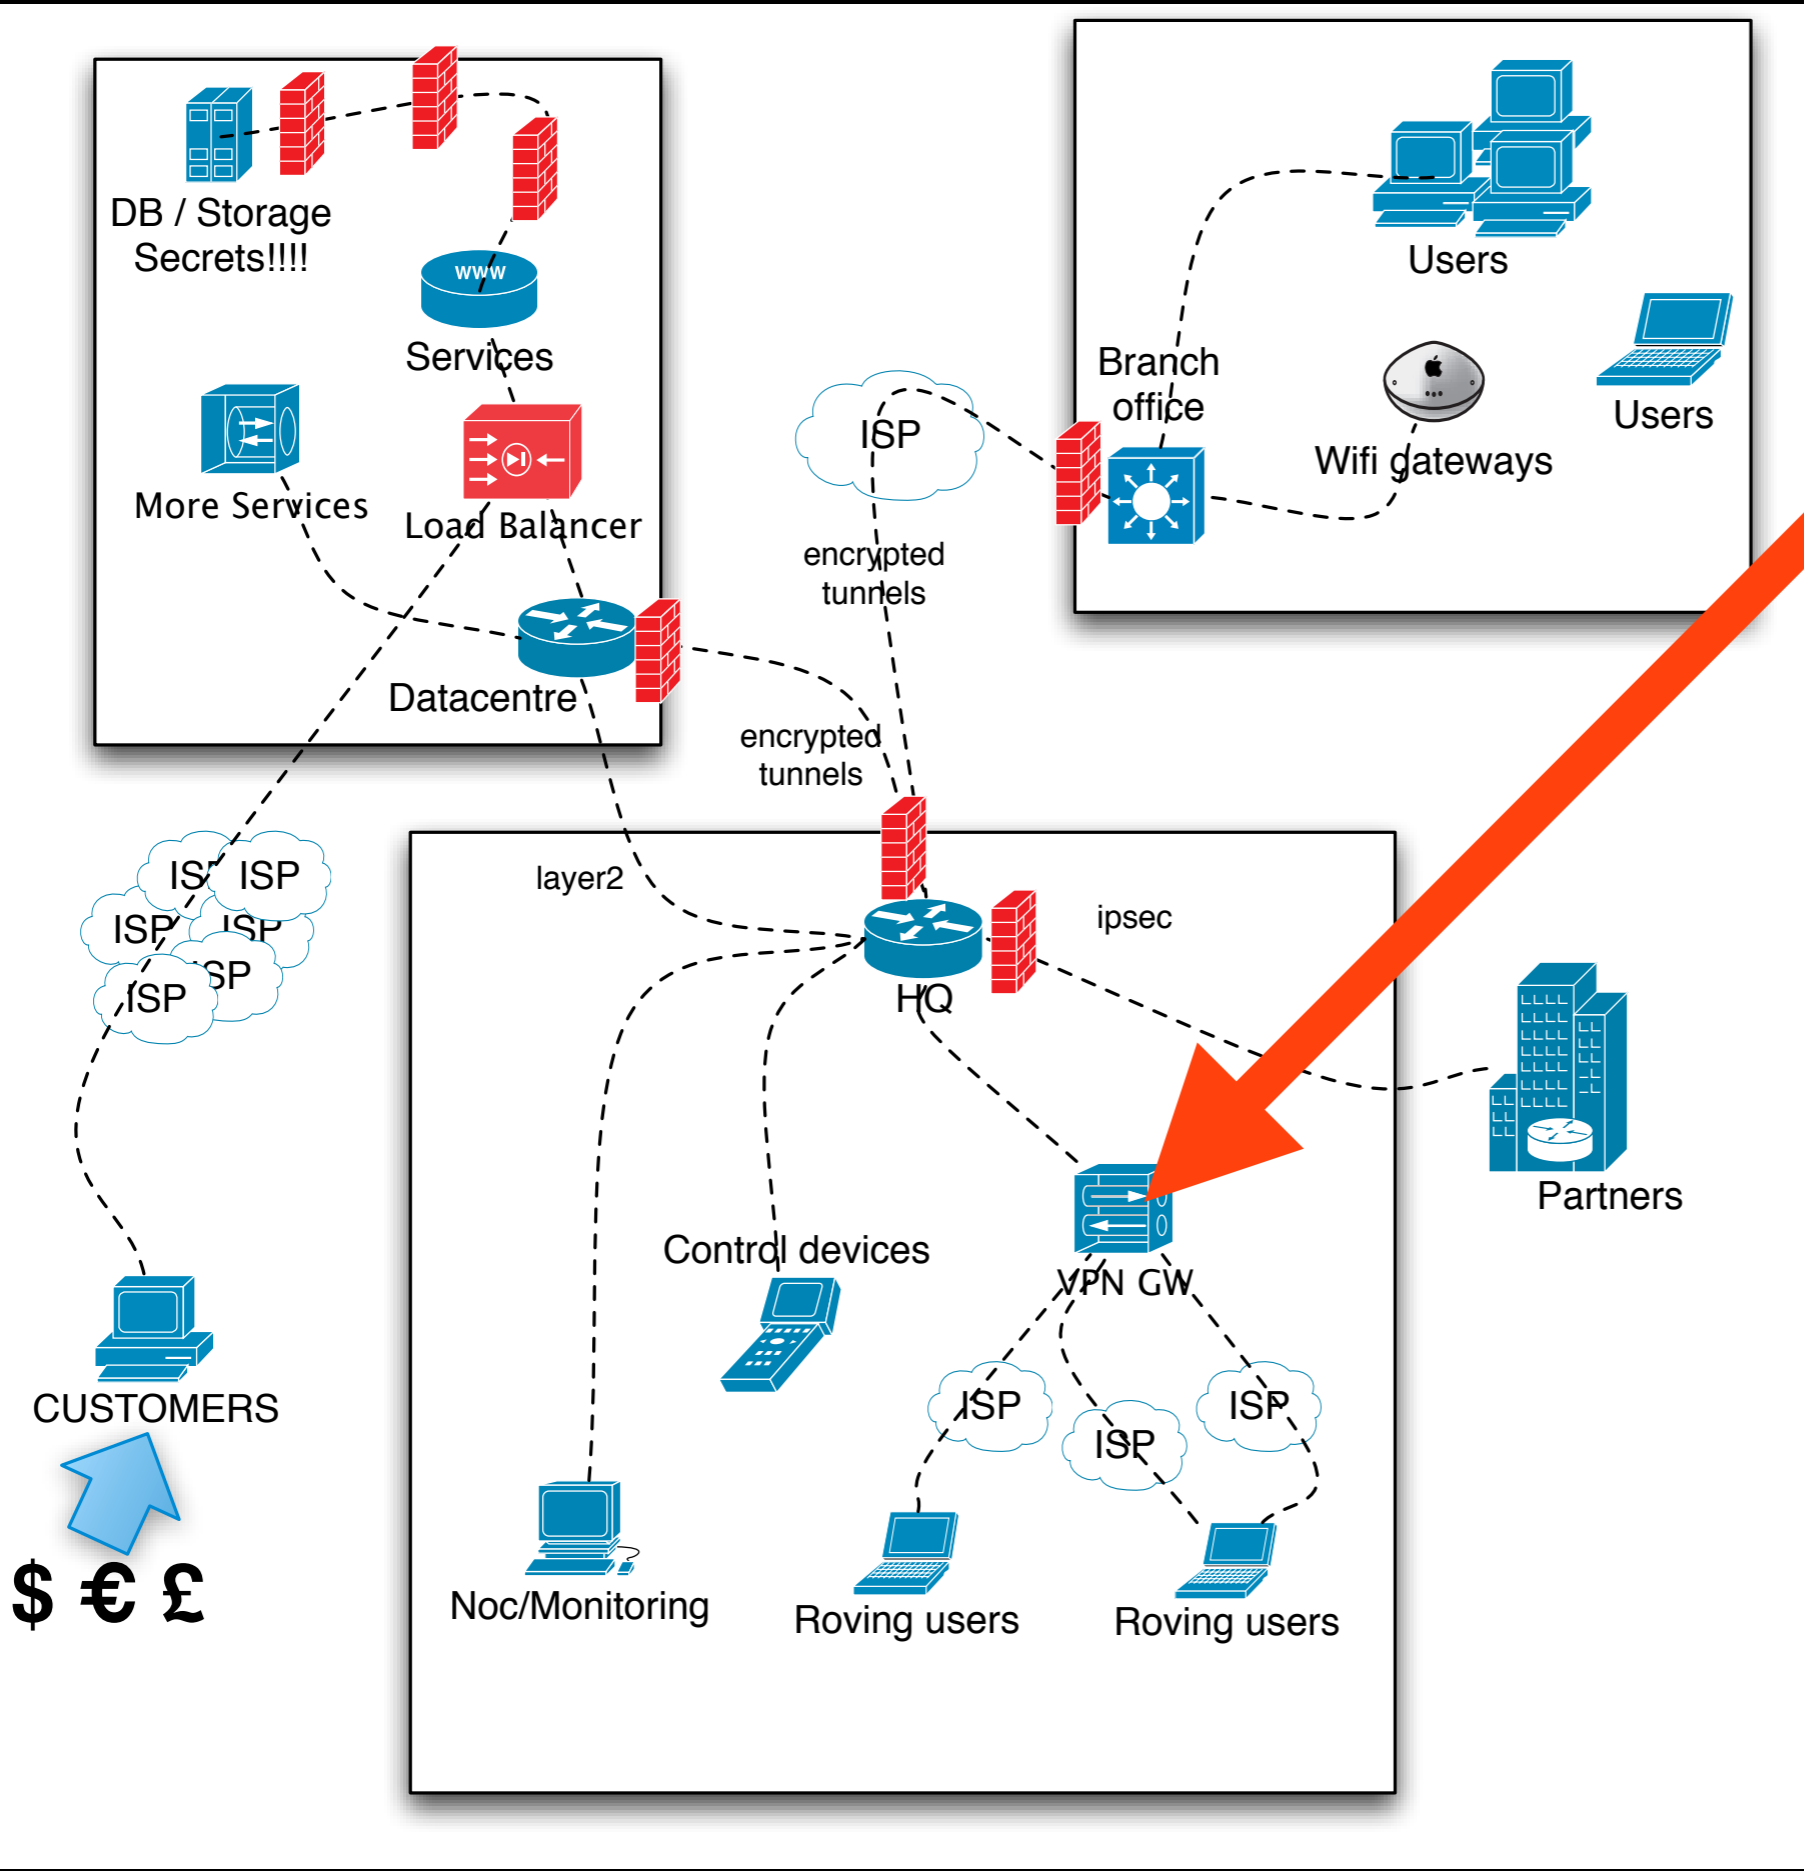 DB / Storage
Secrets!!!!
www
Services
More Services
Load Balancer
Datacentre
Users
Users
Branch
office
Wifi gateways
ISP
encrypted
tunnels
encrypted
tunnels
layer2
ipsec
HQ
ISP
ISP
ISP
ISP
ISP
ISP
Partners
Control devices
VPN GW
ISP
ISP
ISP
CUSTOMERS
$ € £
Noc/Monitoring
Roving users
Roving users